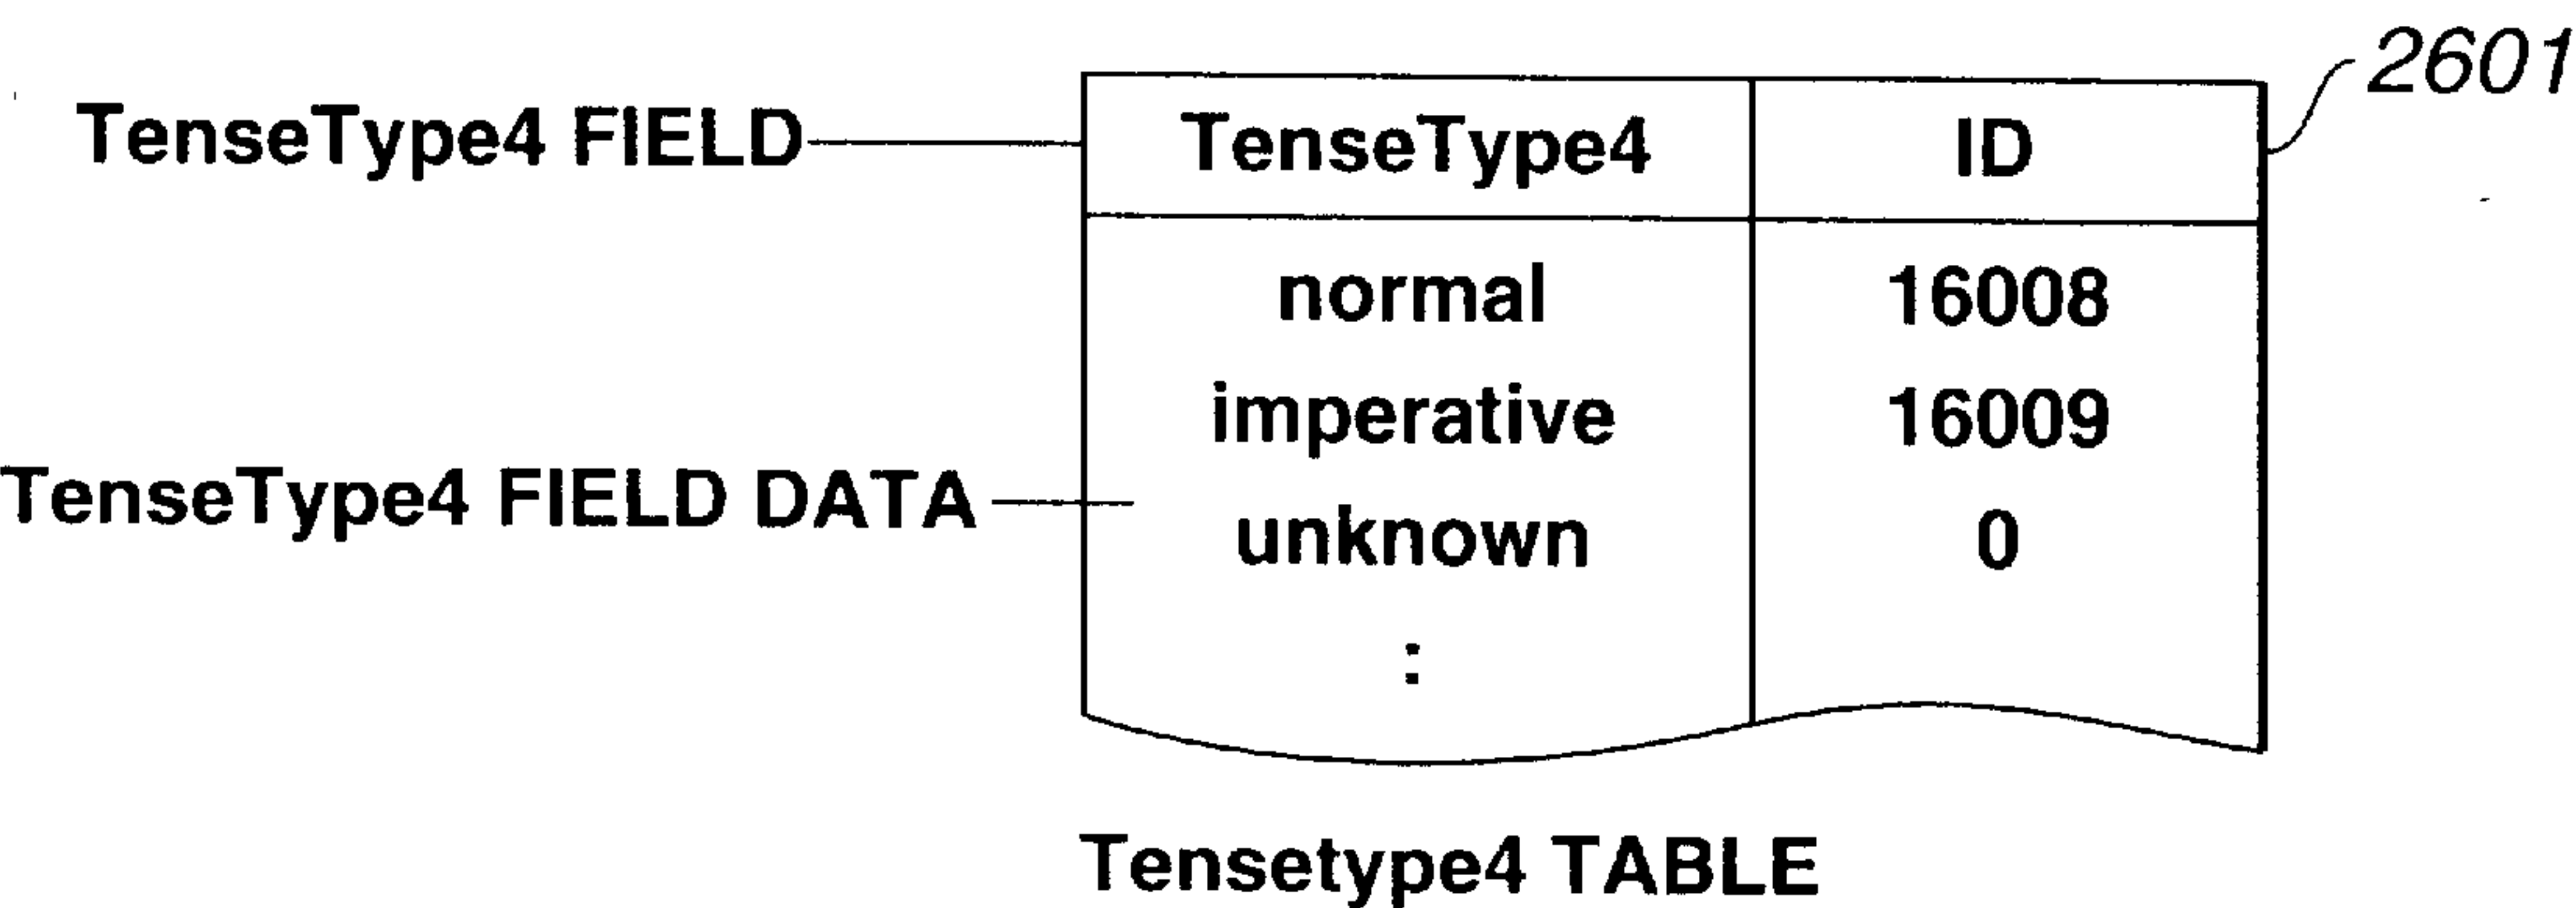 2601
TenseType4 FIELD TenseType4 ID
normal 16008
imperative 16009
TenseType4 FIELD DATA unknown 0
:
Tensetype4 TABLE